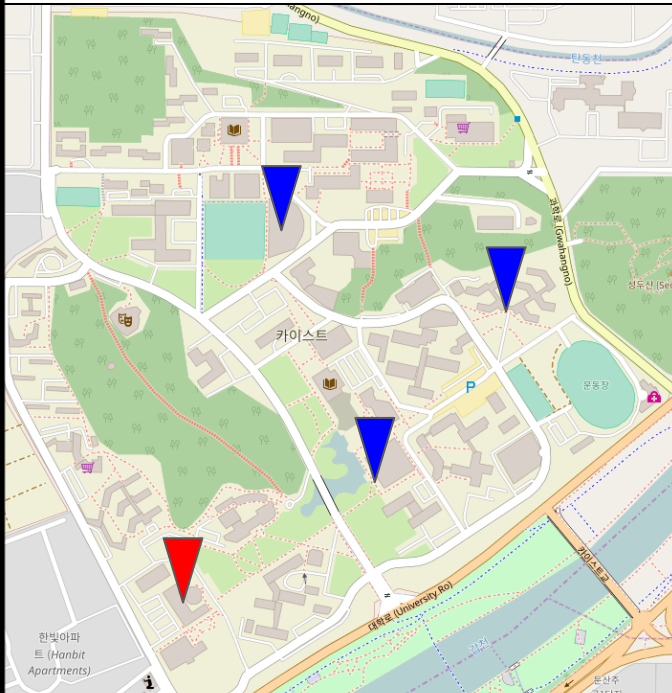 angno)
탄동천
과학로 (Gwahangno)
성두산 (Seo
카이스트
P
운동장
카이스트교
대학로 (University Ro)
갑천
한빛아파
트 (Hanbit
Apartments)
둔산주